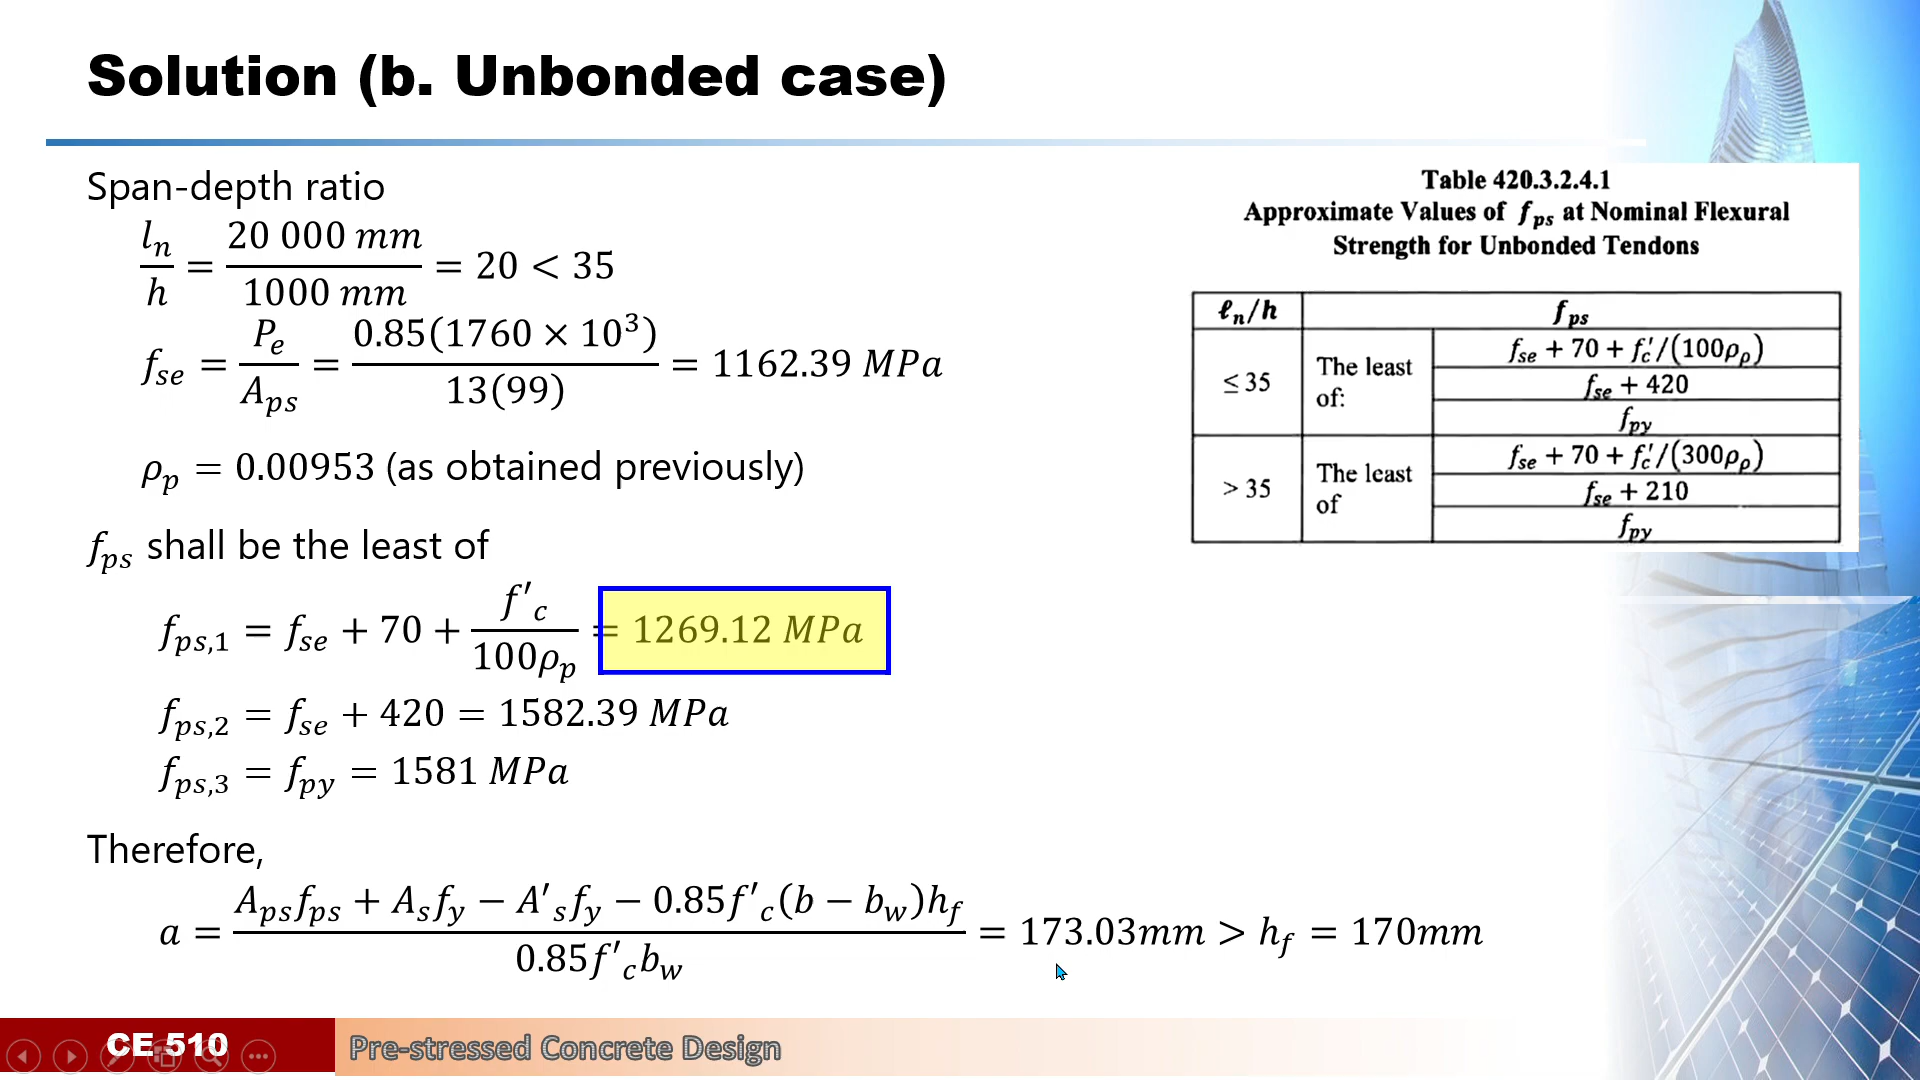 Solution (b. Unbonded case)
Span-depth ratio
lₙ/h = 20 000 mm/1000 mm = 20 < 35
f_se = P_e/A_ps = 0.85(1760 × 10³)/13(99) = 1162.39 MPa
ρ_p = 0.00953 (as obtained previously)
f_ps shall be the least of
f_ps,1 = f_se + 70 + f'_c/100ρ_p = 1269.12 MPa
f_ps,2 = f_se + 420 = 1582.39 MPa
f_ps,3 = f_py = 1581 MPa
Therefore,
a = A_ps f_ps + A_s f_y − A'_s f_y − 0.85f'_c(b − b_w)h_f/0.85f'_c b_w = 173.03mm > h_f = 170mm
Table 420.3.2.4.1
Approximate Values of f_ps at Nominal Flexural
Strength for Unbonded Tendons
ℓₙ/h f_ps
≤ 35 The least of: f_se + 70 + f'_c/(100ρ_p)
f_se + 420
f_py
> 35 The least of f_se + 70 + f'_c/(300ρ_p)
f_se + 210
f_py
CE 510
Pre-stressed Concrete Design